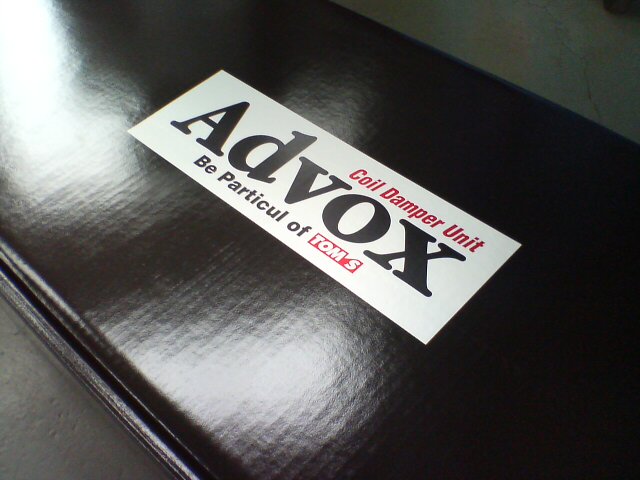 Coil Damper Unit
Advox
Be Particul of TOM'S